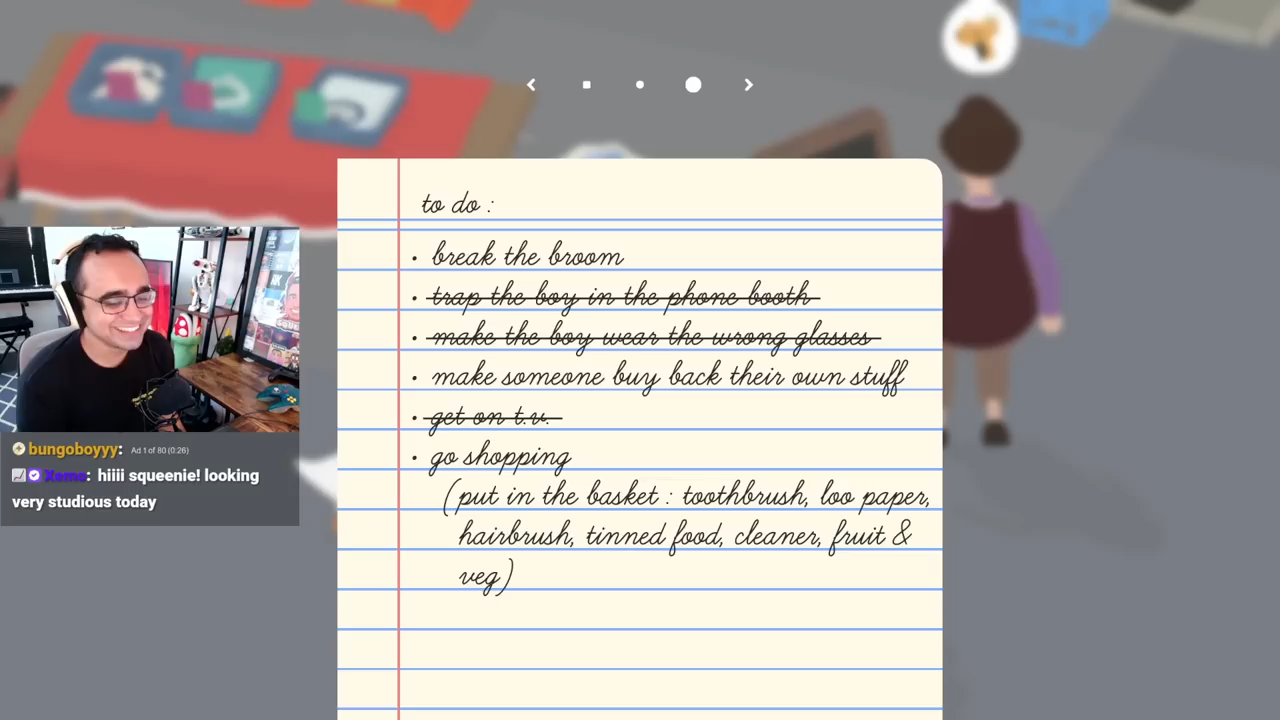 to do :
• break the broom
• trap the boy in the phone booth
• make the boy wear the wrong glasses
• make someone buy back their own stuff
• get on t.v.
• go shopping
(put in the basket : toothbrush, loo paper,
hairbrush, tinned food, cleaner, fruit &
veg)
bungoboyyy: Ad 1 of 80 (0:26)
Xemo: hiiii squeenie! looking
very studious today